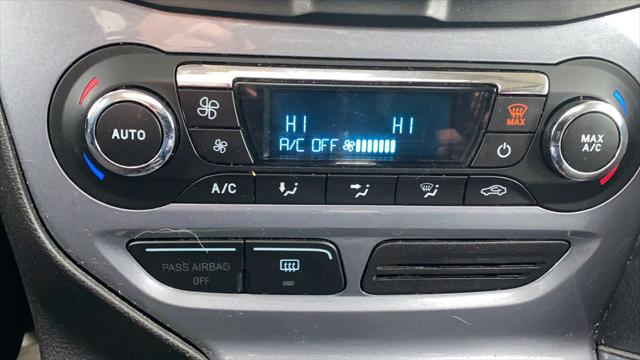 HI HI
A/C OFF
AUTO
MAX
MAX
A/C
A/C
PASS AIRBAG
OFF